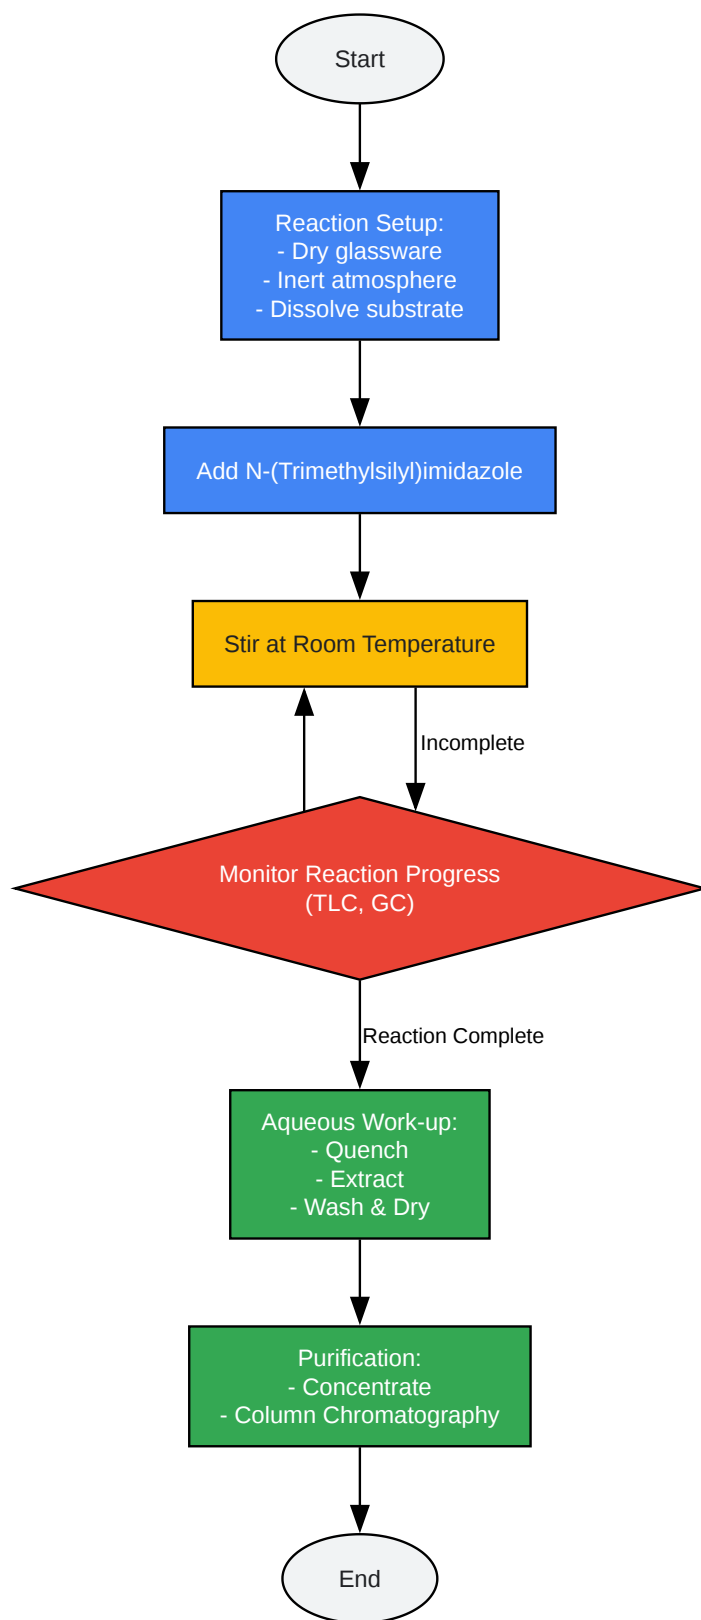 Start
Reaction Setup:
- Dry glassware
- Inert atmosphere
- Dissolve substrate
Add N-(Trimethylsilyl)imidazole
Stir at Room Temperature
Incomplete
Monitor Reaction Progress
(TLC, GC)
Reaction Complete
Aqueous Work-up:
- Quench
- Extract
- Wash & Dry
Purification:
- Concentrate
- Column Chromatography
End